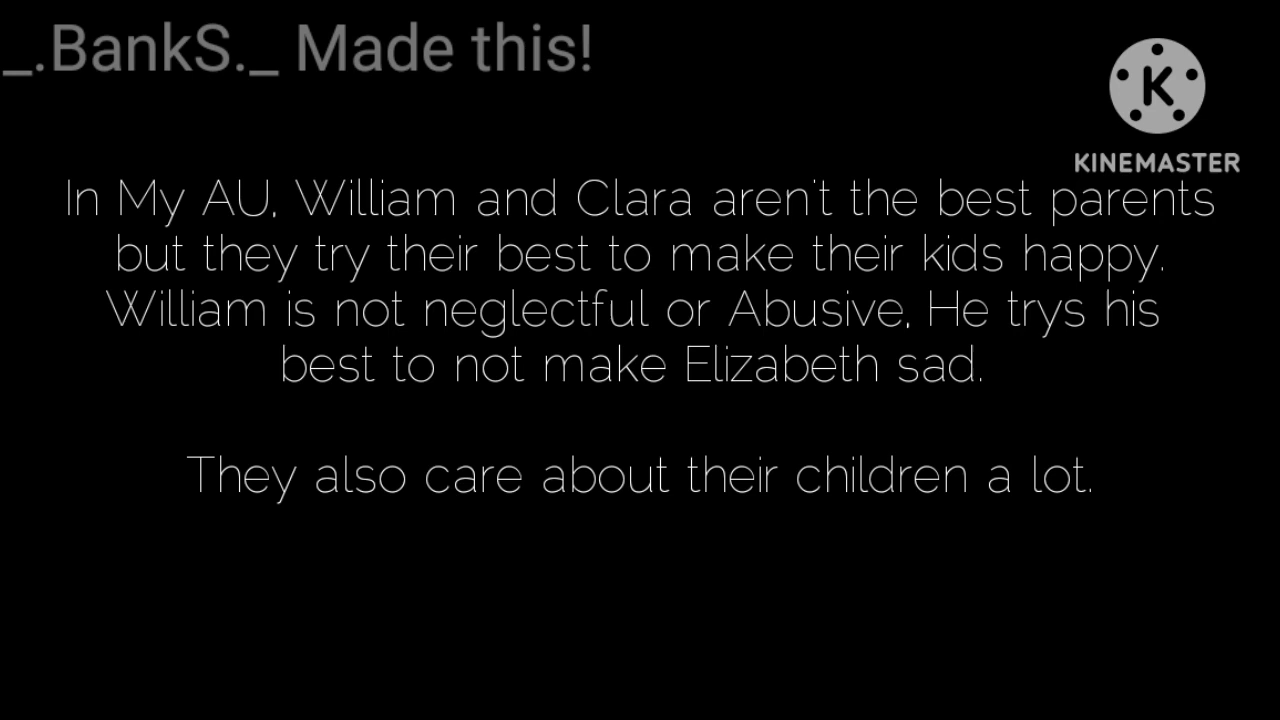 _.BankS._ Made this!
K
KINEMASTER
In My AU, William and Clara aren't the best parents
but they try their best to make their kids happy.
William is not neglectful or Abusive, He trys his
best to not make Elizabeth sad.
They also care about their children a lot.